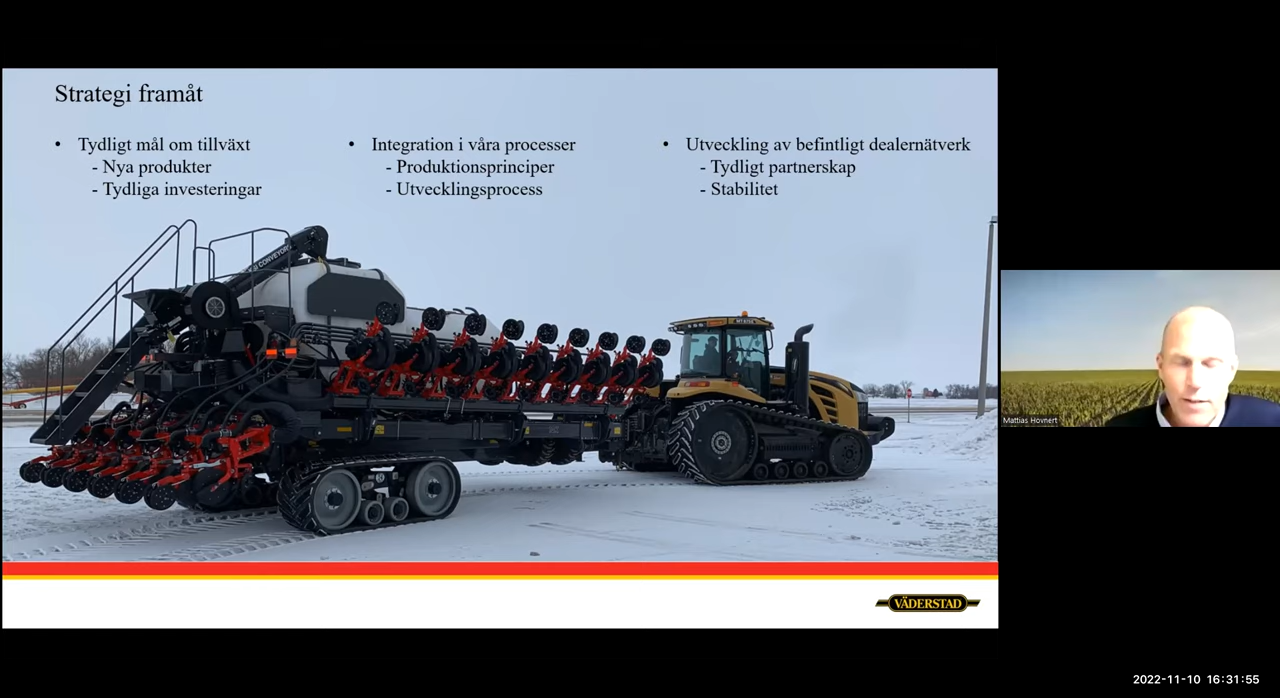 Strategi framåt
• Tydligt mål om tillväxt
- Nya produkter
- Tydliga investeringar
• Integration i våra processer
- Produktionsprinciper
- Utvecklingsprocess
• Utveckling av befintligt dealernätverk
- Tydligt partnerskap
- Stabilitet
CONVEYOR
VÄDERSTAD
Mattias Hovnert
2022-11-10 16:31:55